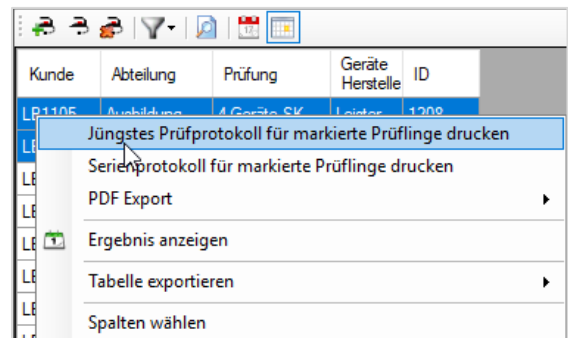 Kunde Abteilung Prüfung Geräte Herstelle ID
LB1105 Ausbildung 4 Geräte SK Leister 1208
Jüngstes Prüfprotokoll für markierte Prüflinge drucken
Serienprotokoll für markierte Prüflinge drucken
PDF Export
Ergebnis anzeigen
Tabelle exportieren
Spalten wählen